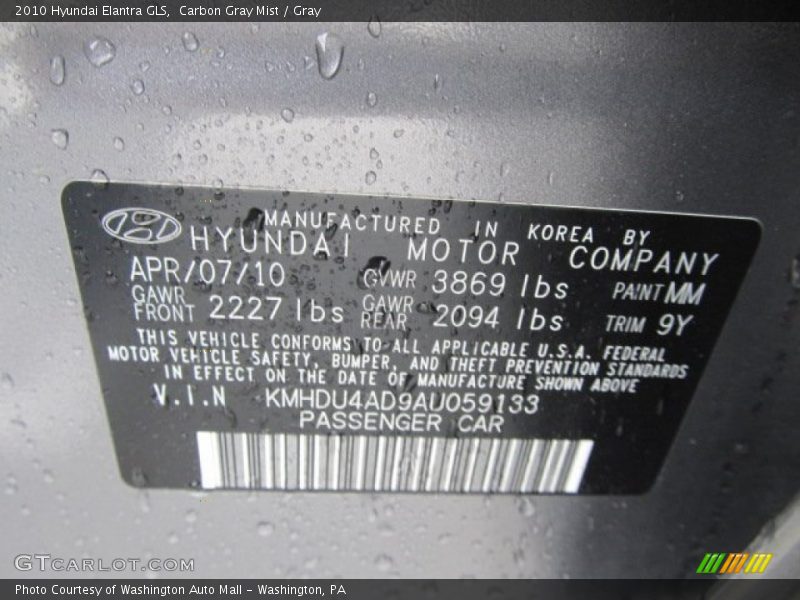 2010 Hyundai Elantra GLS, Carbon Gray Mist / Gray
MANUFACTURED IN KOREA BY
HYUNDAI MOTOR COMPANY
APR/07/10 GVWR 3869 lbs PAINT MM
GAWR FRONT 2227 lbs GAWR REAR 2094 lbs TRIM 9Y
THIS VEHICLE CONFORMS TO ALL APPLICABLE U.S.A. FEDERAL
MOTOR VEHICLE SAFETY, BUMPER, AND THEFT PREVENTION STANDARDS
IN EFFECT ON THE DATE OF MANUFACTURE SHOWN ABOVE
V.I.N KMHDU4AD9AU059133
PASSENGER CAR
GTCARLOT.COM
Photo Courtesy of Washington Auto Mall - Washington, PA